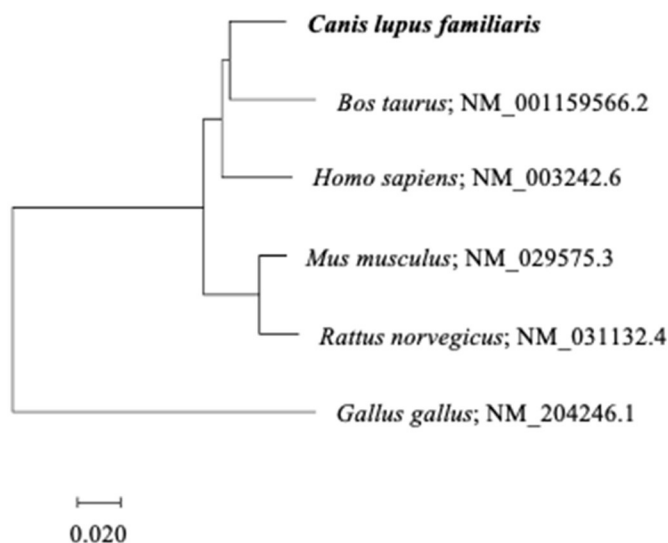 Canis lupus familiaris
Bos taurus; NM_001159566.2
Homo sapiens; NM_003242.6
Mus musculus; NM_029575.3
Rattus norvegicus; NM_031132.4
Gallus gallus; NM_204246.1
0.020